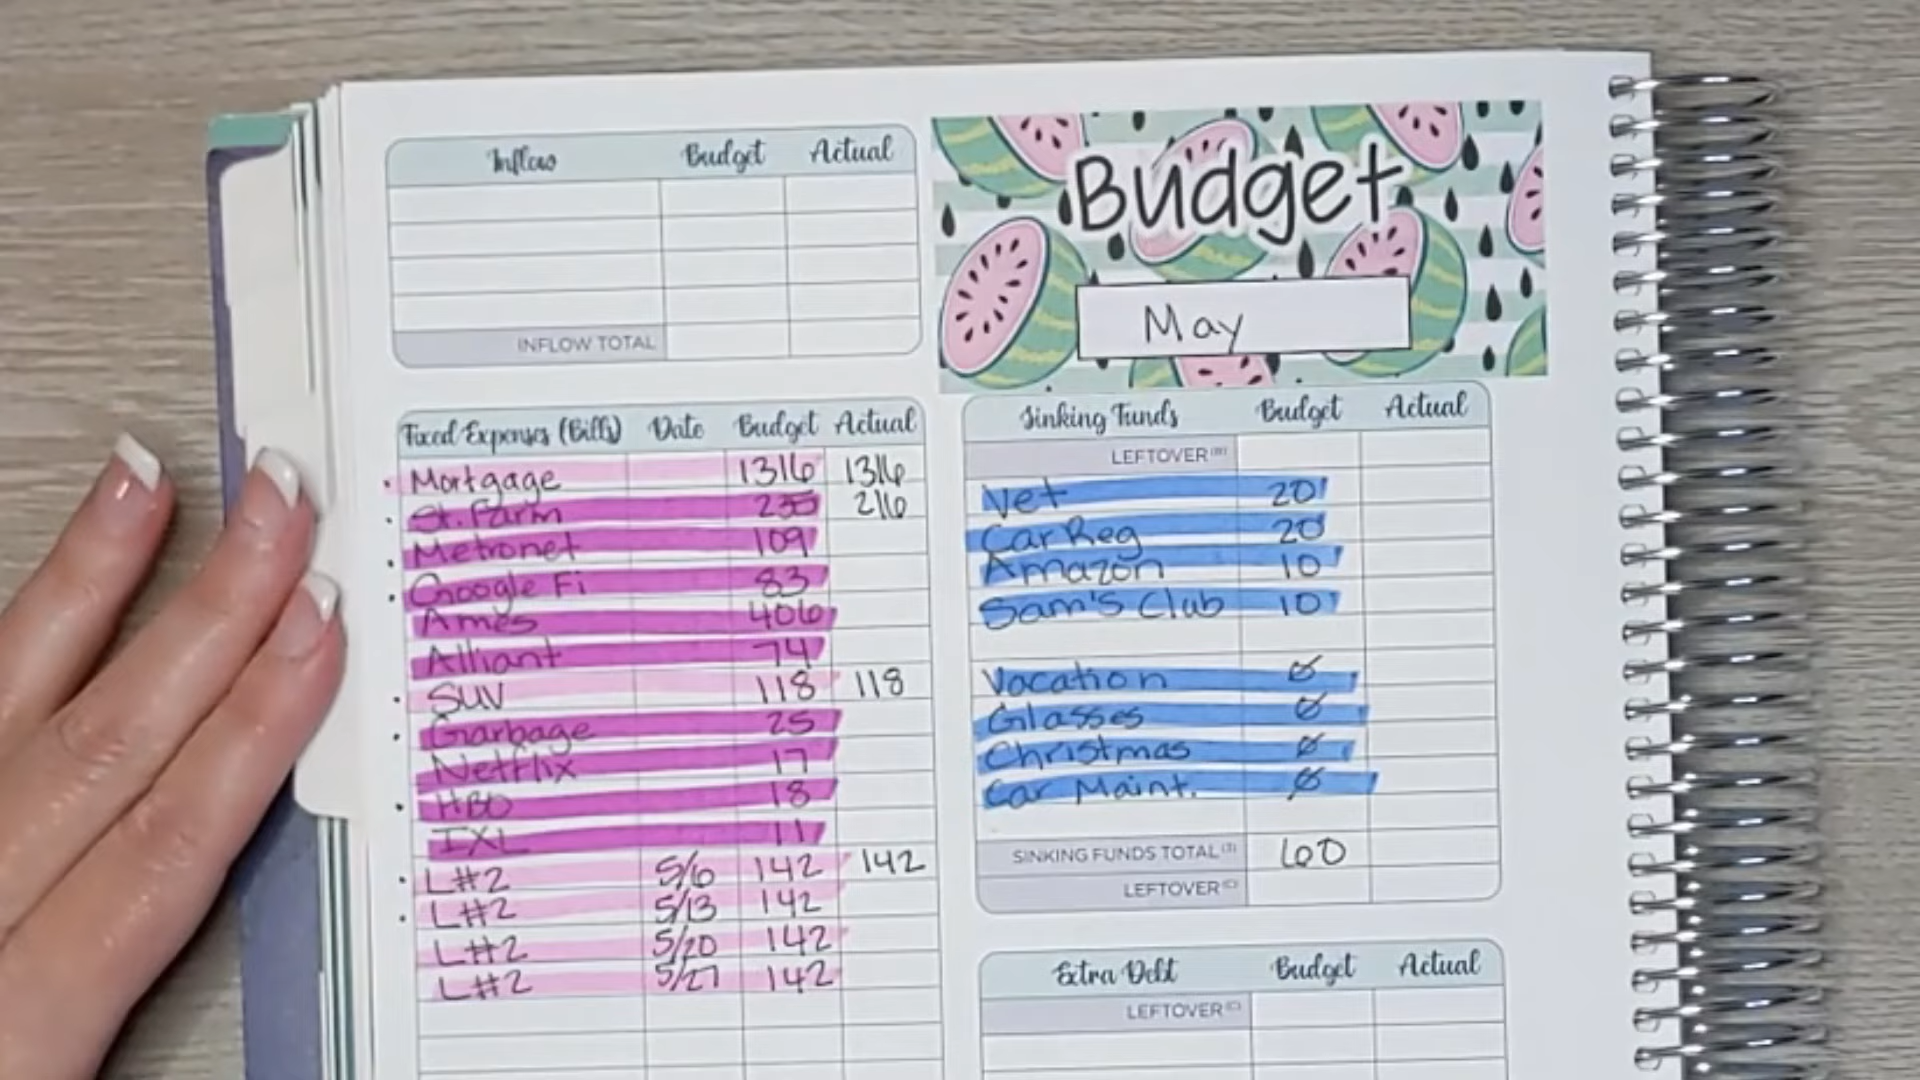 Inflow Budget Actual
INFLOW TOTAL
Budget
May
Fixed Expenses (Bills) Date Budget Actual
Mortgage 1316 1316
St. Farm 235 216
Metronet 109
Google Fi 83
Ames 406
Alliant 74
SUV 118 118
Garbage 25
Netflix 17
HBO 18
IXL 11
L#2 5/6 142 142
L#2 5/13 142
L#2 5/20 142
L#2 5/27 142
Sinking Funds Budget Actual
LEFTOVER
Vet 20
Car Reg 20
Amazon 10
Sam's Club 10
Vacation Ø
Glasses Ø
Christmas Ø
Car Maint. Ø
SINKING FUNDS TOTAL 60
LEFTOVER
Extra Debt Budget Actual
LEFTOVER